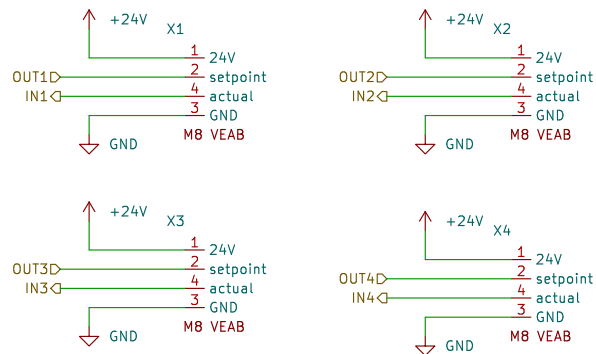 +24V
X1
1 24V
OUT1 2 setpoint
IN1 4 actual
3 GND
M8 VEAB
GND
+24V
X2
1 24V
OUT2 2 setpoint
IN2 4 actual
3 GND
M8 VEAB
GND
+24V
X3
1 24V
OUT3 2 setpoint
IN3 4 actual
3 GND
M8 VEAB
GND
+24V
X4
1 24V
OUT4 2 setpoint
IN4 4 actual
3 GND
M8 VEAB
GND